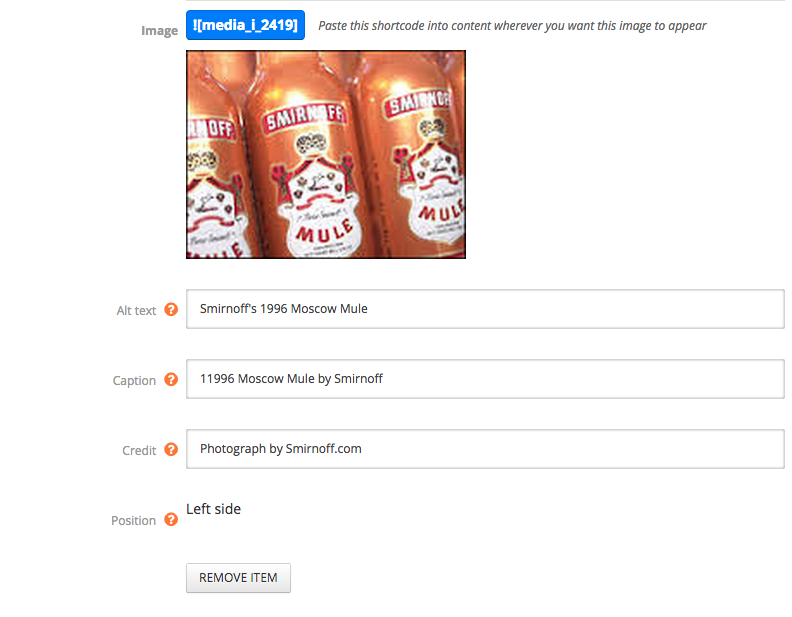 Image ![media_i_2419] Paste this shortcode into content wherever you want this image to appear
SMIRNOFF
MULE
SMIRNOFF
MULE
Alt text ? Smirnoff's 1996 Moscow Mule
Caption ? 11996 Moscow Mule by Smirnoff
Credit ? Photograph by Smirnoff.com
Position ? Left side
REMOVE ITEM